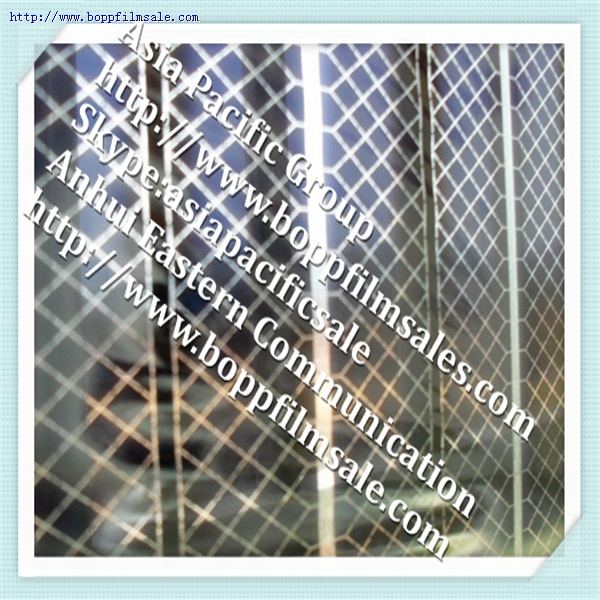 http://www.boppfilmsale.com
Asia Pacific Group
http://www.boppfilmsales.com
Skype:asiapacificsale
Anhui Eastern Communication
http://www.boppfilmsale.com